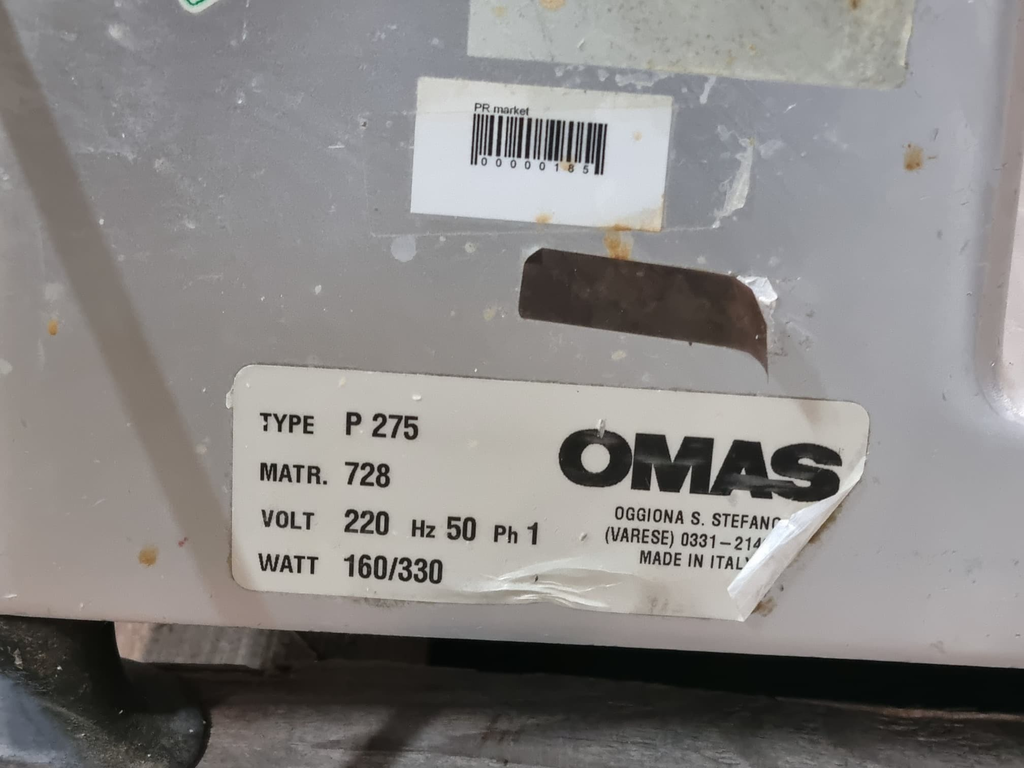 PR market
00000185
TYPE P 275
MATR. 728
VOLT 220 Hz 50 Ph 1
WATT 160/330
OMAS
OGGIONA S. STEFANO
(VARESE) 0331-214
MADE IN ITALY